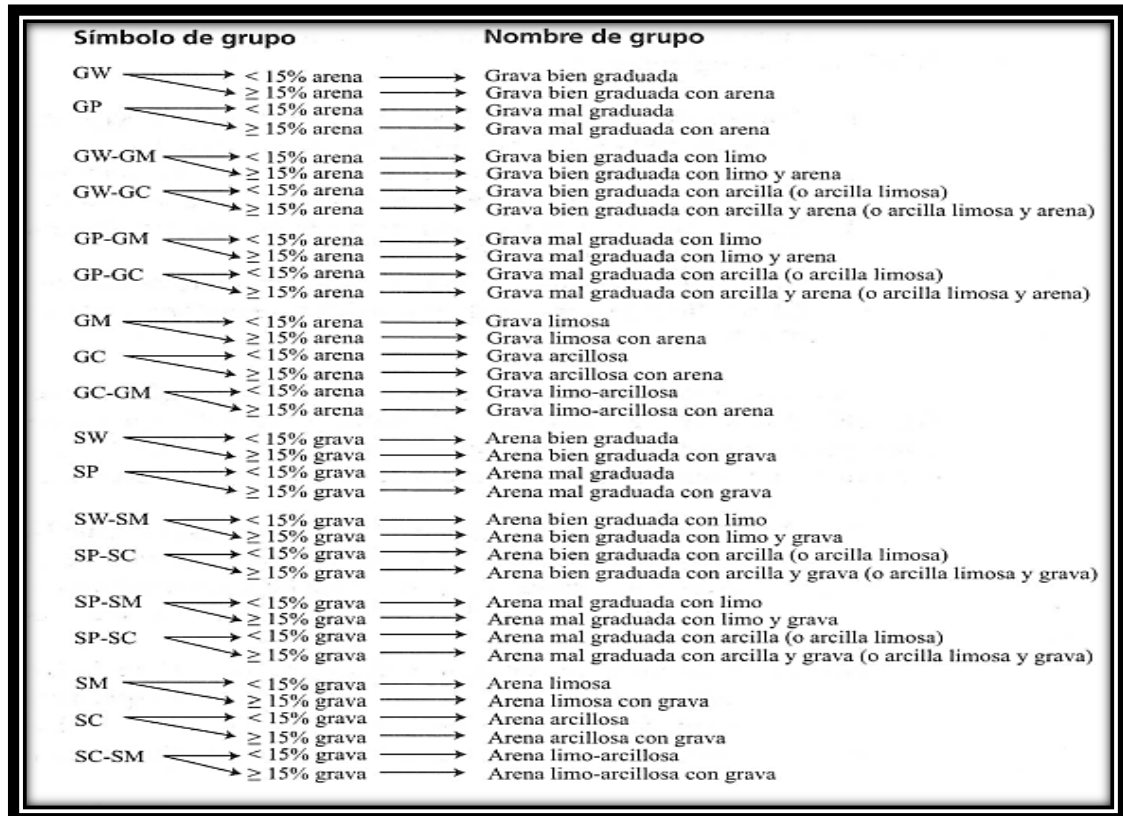 Símbolo de grupo Nombre de grupo
GW < 15% arena Grava bien graduada
≥ 15% arena Grava bien graduada con arena
GP < 15% arena Grava mal graduada
≥ 15% arena Grava mal graduada con arena
GW-GM < 15% arena Grava bien graduada con limo
≥ 15% arena Grava bien graduada con limo y arena
GW-GC < 15% arena Grava bien graduada con arcilla (o arcilla limosa)
≥ 15% arena Grava bien graduada con arcilla y arena (o arcilla limosa y arena)
GP-GM < 15% arena Grava mal graduada con limo
≥ 15% arena Grava mal graduada con limo y arena
GP-GC < 15% arena Grava mal graduada con arcilla (o arcilla limosa)
≥ 15% arena Grava mal graduada con arcilla y arena (o arcilla limosa y arena)
GM < 15% arena Grava limosa
≥ 15% arena Grava limosa con arena
GC < 15% arena Grava arcillosa
≥ 15% arena Grava arcillosa con arena
GC-GM < 15% arena Grava limo-arcillosa
≥ 15% arena Grava limo-arcillosa con arena
SW < 15% grava Arena bien graduada
≥ 15% grava Arena bien graduada con grava
SP < 15% grava Arena mal graduada
≥ 15% grava Arena mal graduada con grava
SW-SM < 15% grava Arena bien graduada con limo
≥ 15% grava Arena bien graduada con limo y grava
SP-SC < 15% grava Arena bien graduada con arcilla (o arcilla limosa)
≥ 15% grava Arena bien graduada con arcilla y grava (o arcilla limosa y grava)
SP-SM < 15% grava Arena mal graduada con limo
≥ 15% grava Arena mal graduada con limo y grava
SP-SC < 15% grava Arena mal graduada con arcilla (o arcilla limosa)
≥ 15% grava Arena mal graduada con arcilla y grava (o arcilla limosa y grava)
SM < 15% grava Arena limosa
≥ 15% grava Arena limosa con grava
SC < 15% grava Arena arcillosa
≥ 15% grava Arena arcillosa con grava
SC-SM < 15% grava Arena limo-arcillosa
≥ 15% grava Arena limo-arcillosa con grava